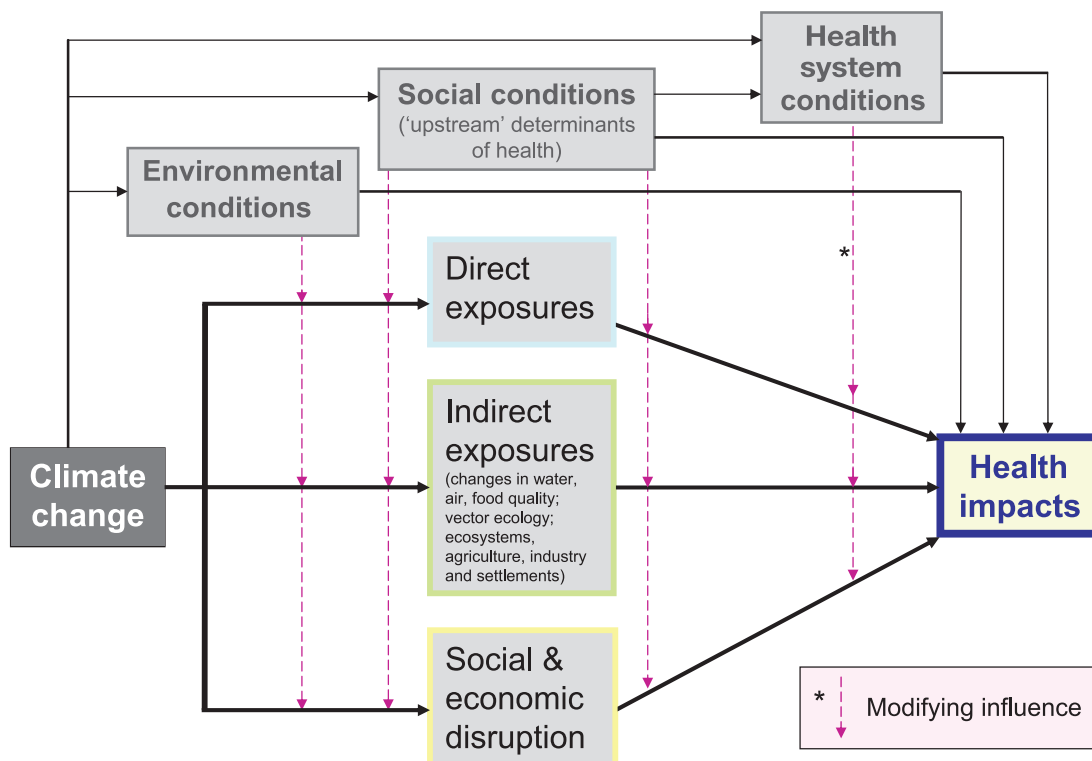 Health
system
conditions
Social conditions
(‘upstream’ determinants
of health)
Environmental
conditions
Direct
exposures
*
Indirect
exposures
(changes in water,
air, food quality;
vector ecology;
ecosystems,
agriculture, industry
and settlements)
Climate
change
Health
impacts
Social &
economic
disruption
* Modifying influence